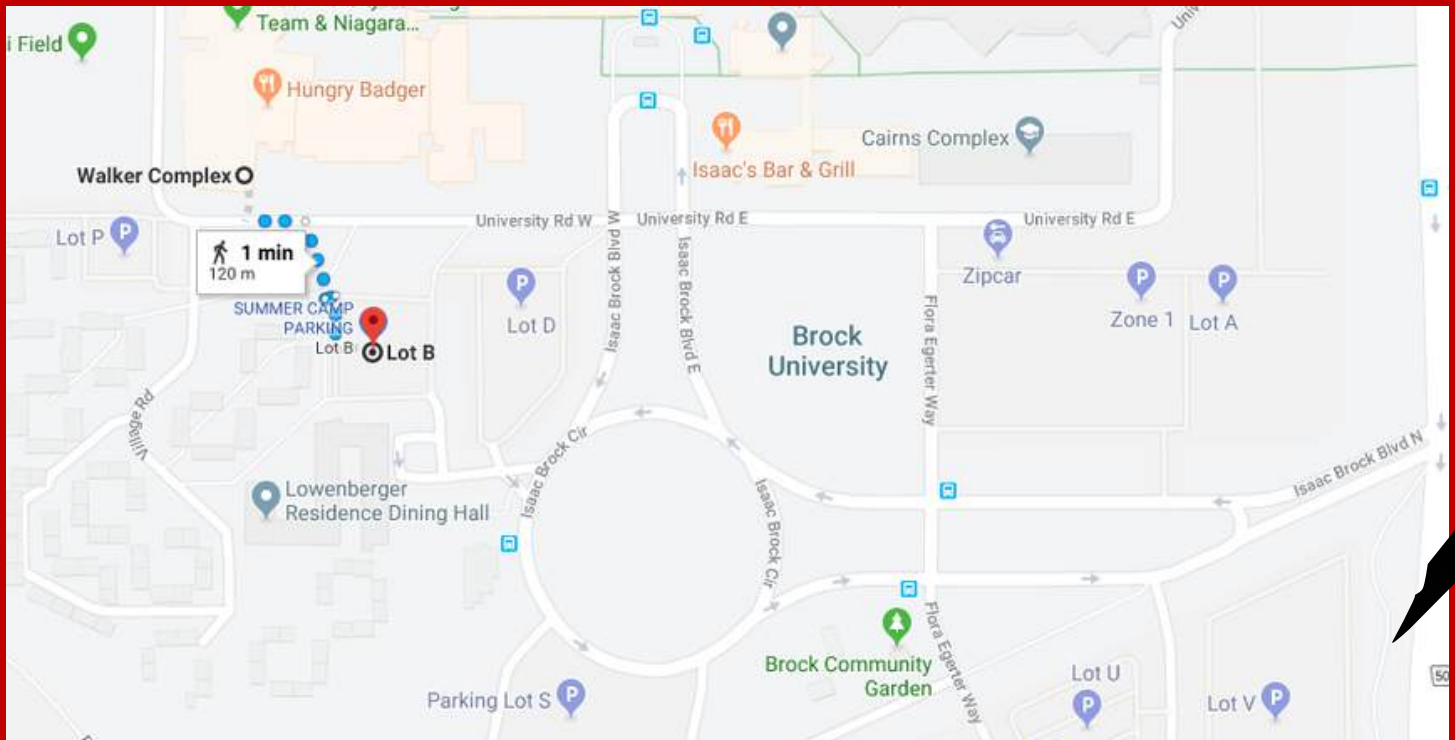 Team & Niagara...
i Field
Hungry Badger
Walker Complex
Isaac's Bar & Grill
Cairns Complex
University Rd W
University Rd E
University Rd E
Lot P
1 min
120 m
SUMMER CAMP
PARKING
Lot B
Lot B
Lot D
Isaac Brock Blvd W
Isaac Brock Blvd E
Brock
University
Flora Egerter Way
Zipcar
Zone 1
Lot A
Village Rd
Isaac Brock Cir
Isaac Brock Blvd N
Lowenberger
Residence Dining Hall
Isaac Brock Cir
Brock Community
Garden
Flora Egerter Way
Parking Lot S
Lot U
Lot V
50
Univ